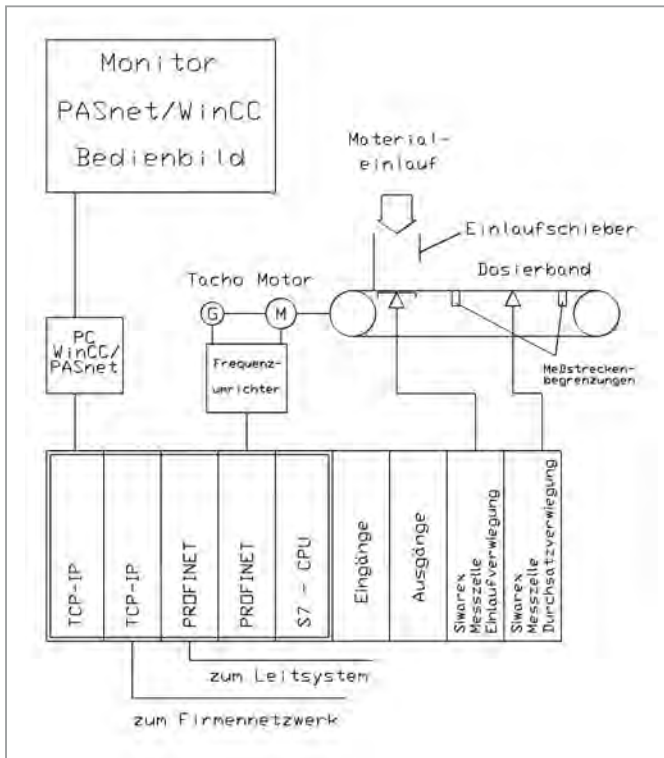 Monitor
PASnet/WinCC
Bedienbild
Material-
einlauf
Einlaufschieber
Tacho Motor
Dosierband
G
M
PC
WinCC/
PASnet
Frequenz-
umrichter
Meßstrecken-
begrenzungen
TCP-IP
TCP-IP
PROFINET
PROFINET
S7 - CPU
Eingänge
Ausgänge
Siwarex
Messzelle
Einlaufverwiegung
Siwarex
Messzelle
Durchsatzverwiegung
zum Leitsystem
zum Firmennetzwerk